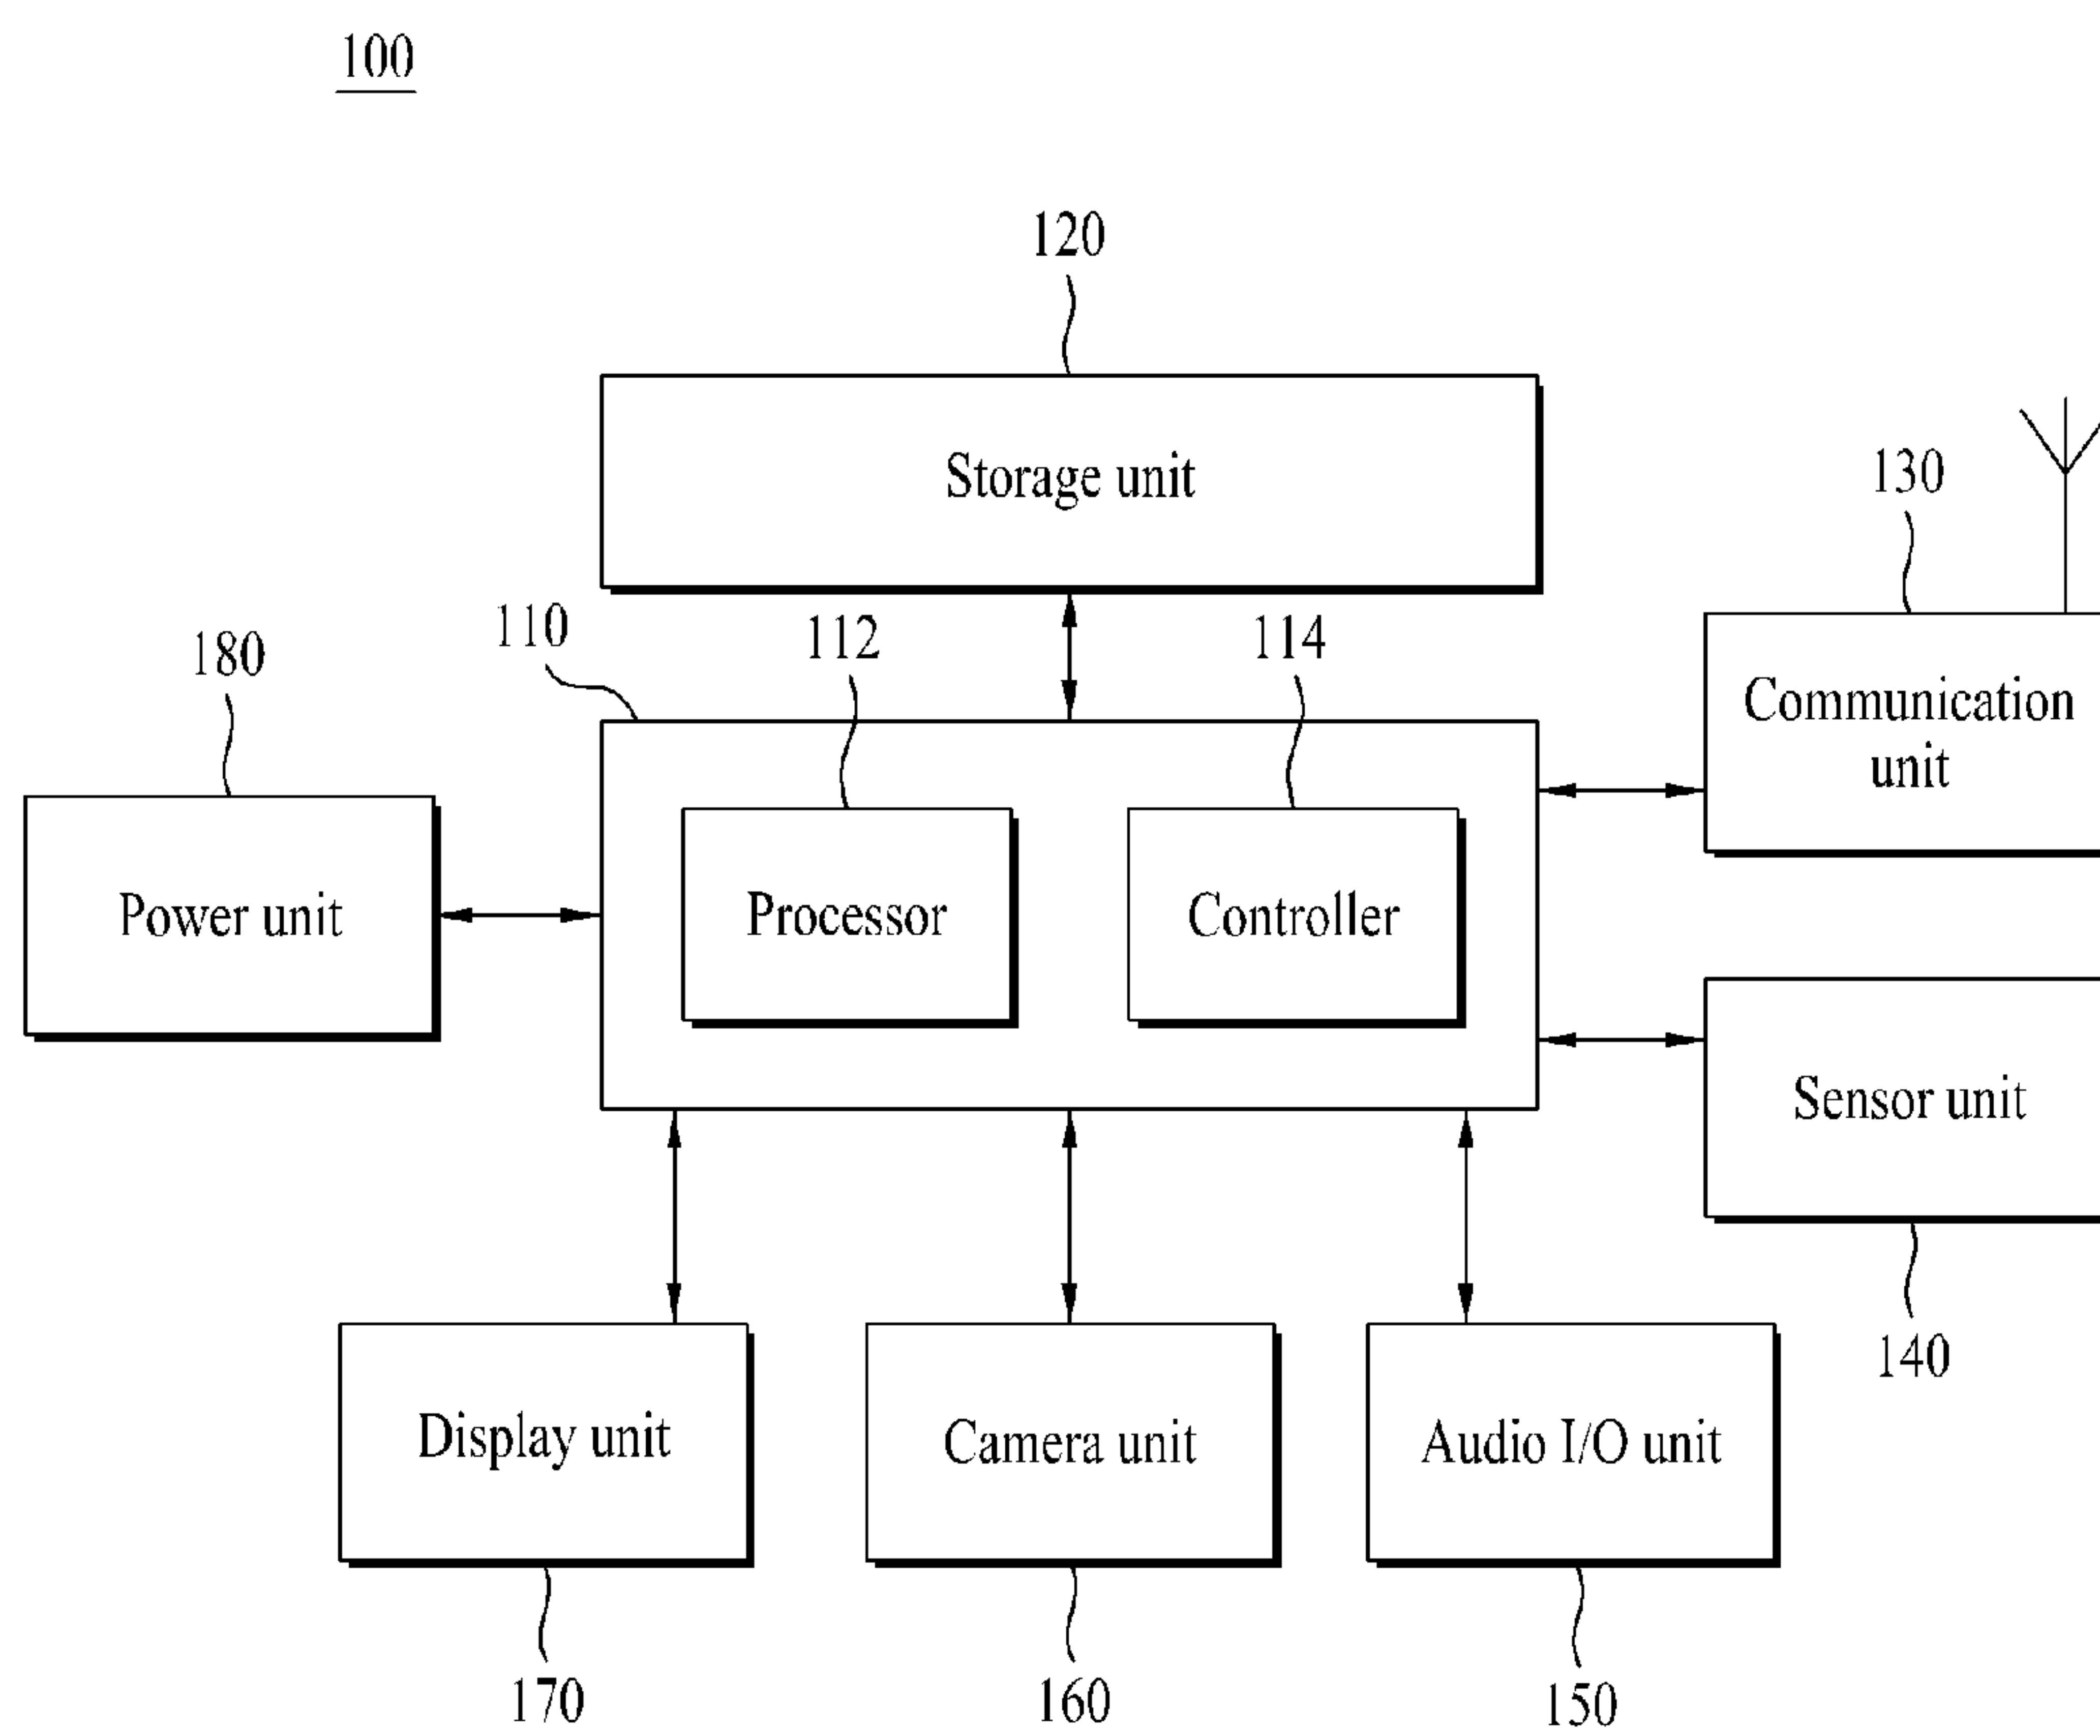 100
120
Storage unit
130
110
112
114
180
Communication
unit
Power unit
Processor
Controller
Sensor unit
140
Display unit
Camera unit
Audio I/O unit
170
160
150